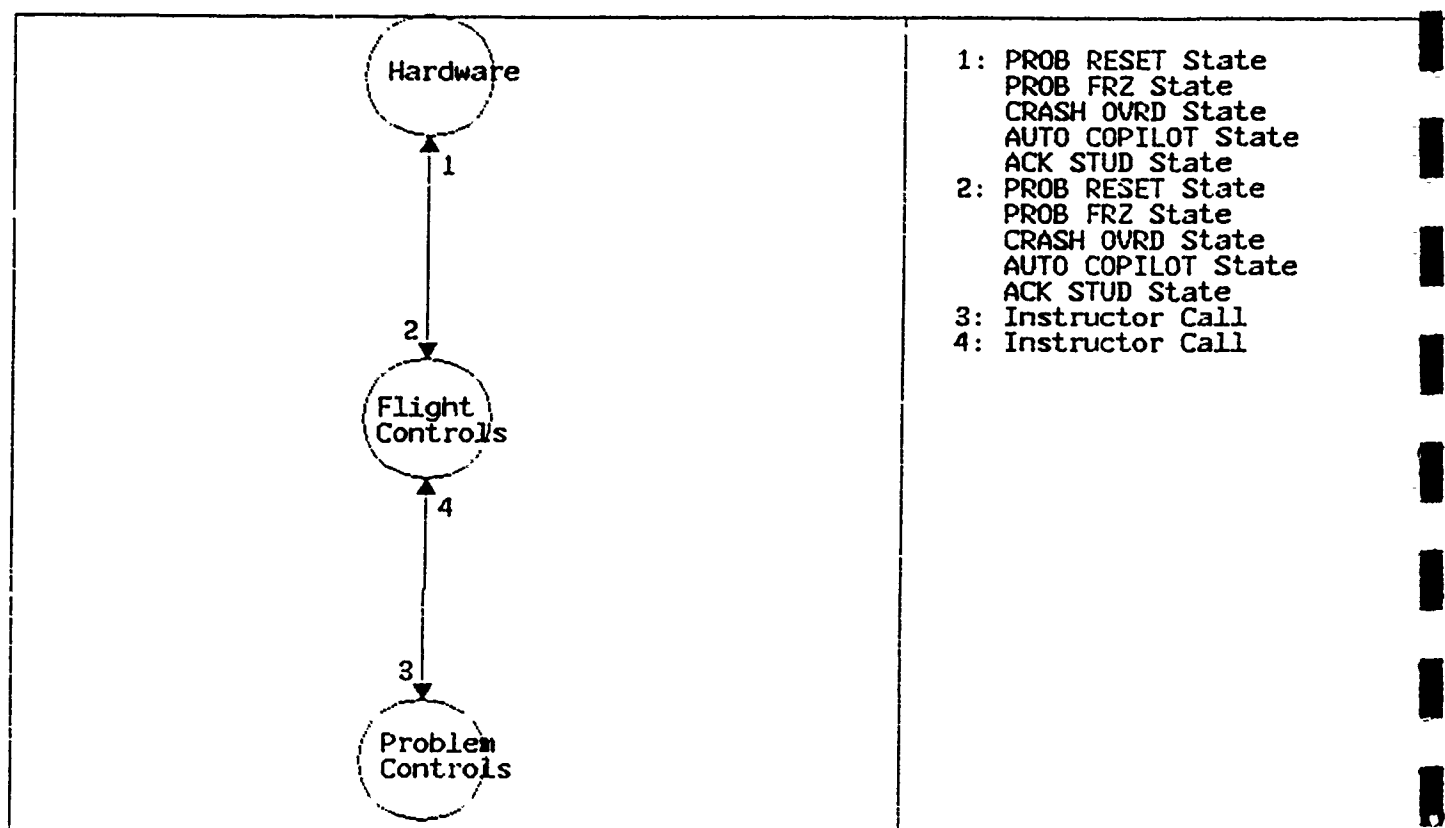 Hardware
1
2
Flight
Controls
4
3
Problem
Controls
1: PROB RESET State
PROB FRZ State
CRASH OVRD State
AUTO COPILOT State
ACK STUD State
2: PROB RESET State
PROB FRZ State
CRASH OVRD State
AUTO COPILOT State
ACK STUD State
3: Instructor Call
4: Instructor Call